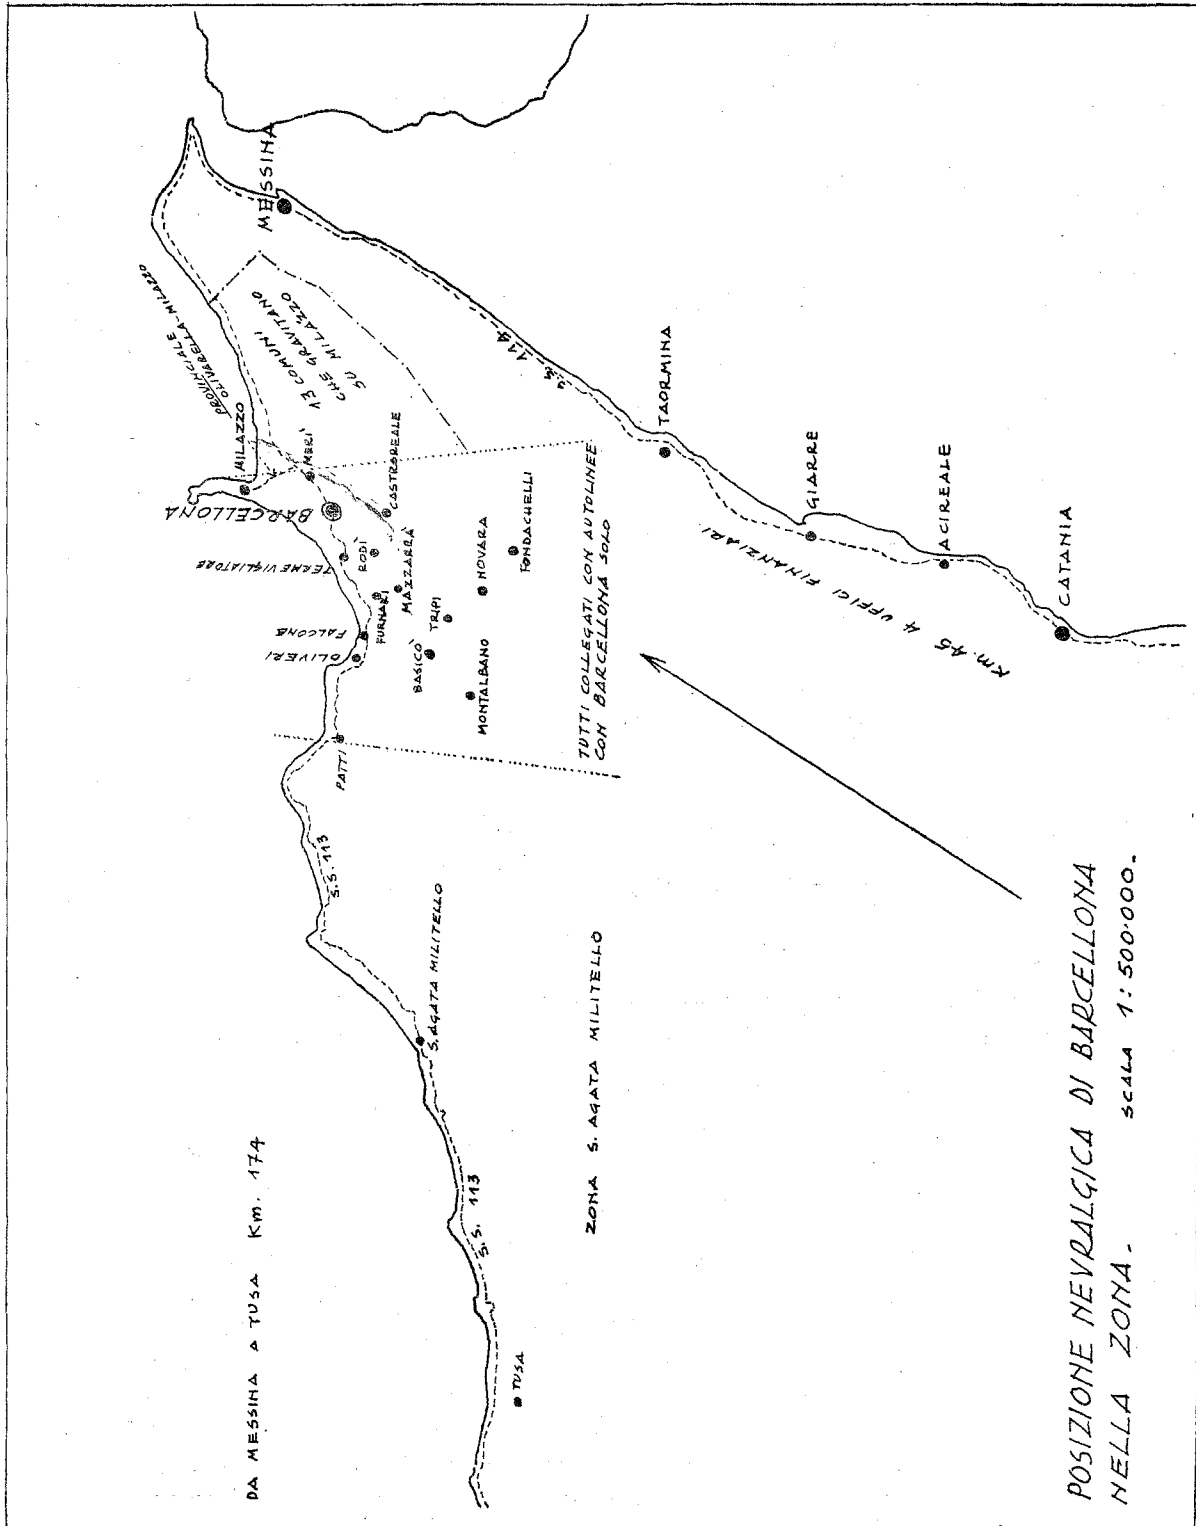 DA MESSINA A TUSA Km. 174
MESSINA
PROVINCIALE
OLIVARELLA-MILAZZO
13 COMUNI
CHE GRAVITANO
SU MILAZZO
MILAZZO
MERI'
BARCELLONA
CASTROREALE
TERME VIGLIATORE
RODI'
MAZZARRA'
FURNARI
FALCONE
OLIVERI
BASICO'
TRIPI
NOVARA
FONDACHELLI
MONTALBANO
PATTI
TUTTI COLLEGATI CON AUTOLINEE
CON BARCELLONA SOLO
S.S. 113
S. AGATA MILITELLO
ZONA S. AGATA MILITELLO
S.S. 113
TUSA
S.S. 114
TAORMINA
GIARRE
ACIREALE
CATANIA
Km. 45 4 UFFICI FINANZIARI
POSIZIONE NEVRALGICA DI BARCELLONA
NELLA ZONA.
SCALA 1:500.000.